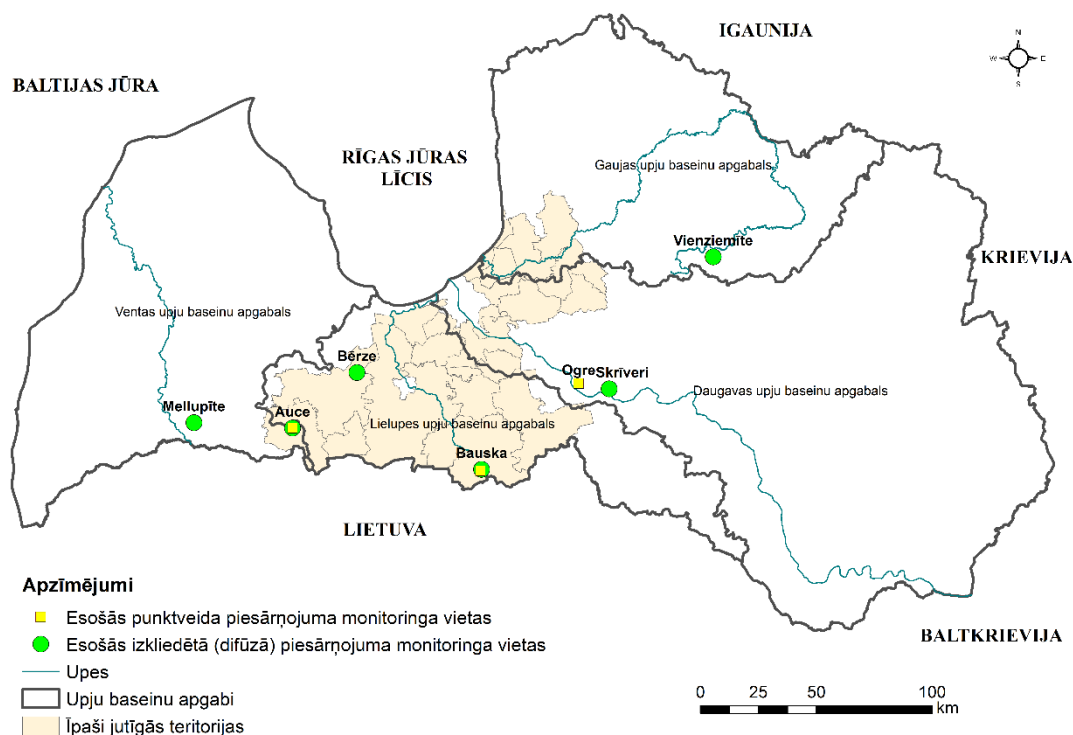 IGAUNIJA
N
W E
S
BALTIJAS JŪRA
RĪGAS JŪRAS
LĪCIS
Gaujas upju baseinu apgabals
Vienziemīte
KRIEVIJA
Ventas upju baseinu apgabals
Bērze
Ogre
Skrīveri
Daugavas upju baseinu apgabals
Mellupīte
Auce
Lielupes upju baseinu apgabals
Bauska
LIETUVA
BALTKRIEVIJA
Apzīmējumi
Esošās punktveida piesārņojuma monitoringa vietas
Esošās izkliedētā (difūzā) piesārņojuma monitoringa vietas
Upes
Upju baseinu apgabi
Īpaši jutīgās teritorijas
0 25 50 100
km